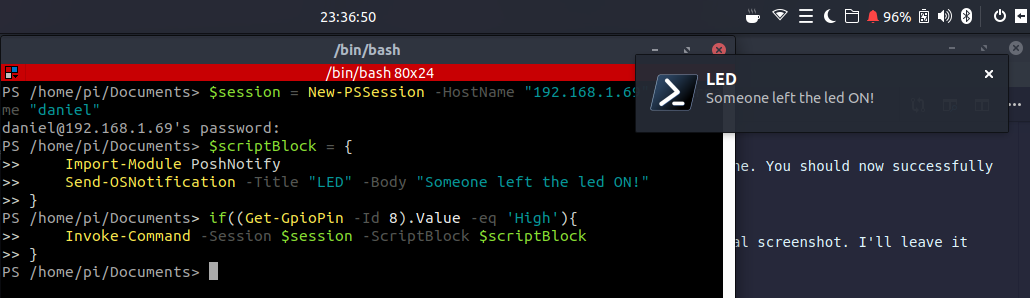 23:36:50
96%
/bin/bash
/bin/bash 80x24
PS /home/pi/Documents> $session = New-PSSession -HostName "192.168.1.69
me "daniel"
daniel@192.168.1.69's password:
PS /home/pi/Documents> $scriptBlock = {
>>     Import-Module PoshNotify
>>     Send-OSNotification -Title "LED" -Body "Someone left the led ON!"
>> }
PS /home/pi/Documents> if((Get-GpioPin -Id 8).Value -eq 'High'){
>>     Invoke-Command -Session $session -ScriptBlock $scriptBlock
>> }
PS /home/pi/Documents>
LED
Someone left the led ON!
ne. You should now successfully
al screenshot. I'll leave it